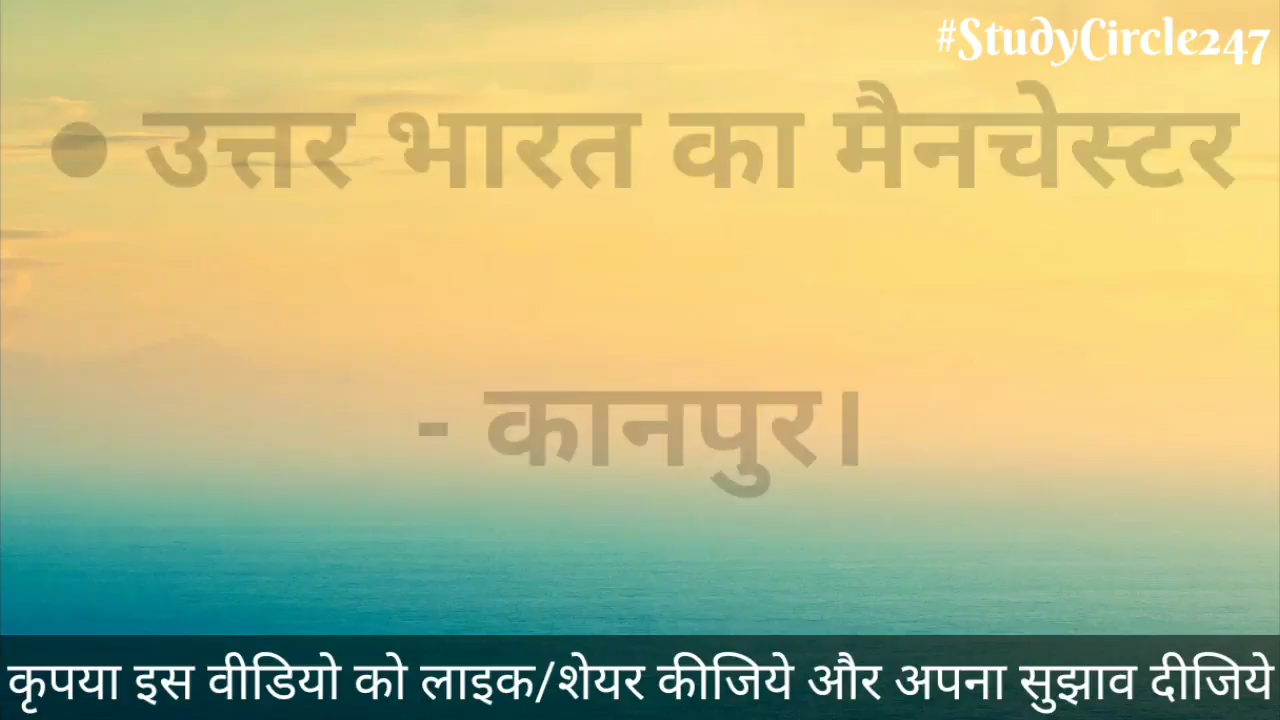 #StudyCircle247
• उत्तर भारत का मैनचेस्टर
- कानपुर।
कृपया इस वीडियो को लाइक/शेयर कीजिये और अपना सुझाव दीजिये